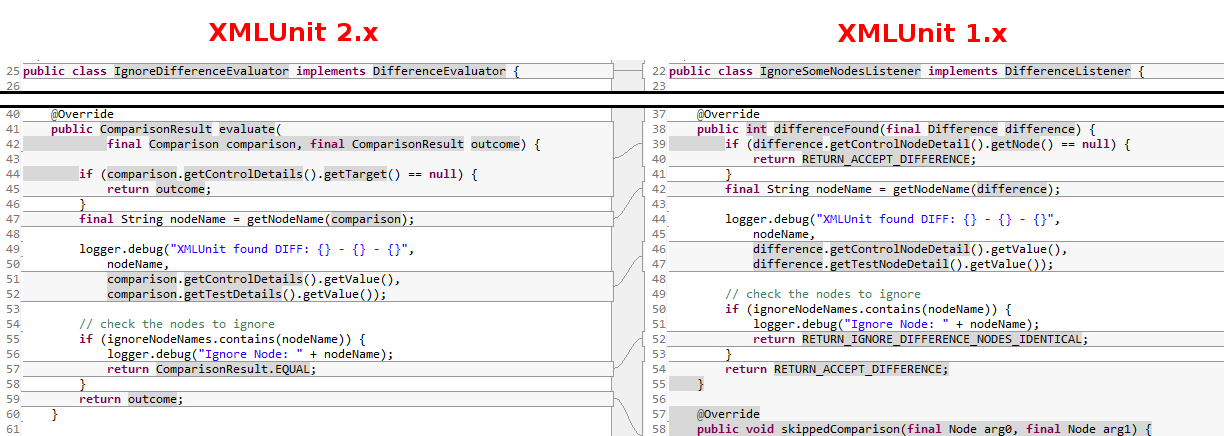 XMLUnit 2.x
25 public class IgnoreDifferenceEvaluator implements DifferenceEvaluator {
26
40     @Override
41     public ComparisonResult evaluate(
42             final Comparison comparison, final ComparisonResult outcome) {
43
44         if (comparison.getControlDetails().getTarget() == null) {
45             return outcome;
46         }
47         final String nodeName = getNodeName(comparison);
48
49         logger.debug("XMLUnit found DIFF: {} - {} - {}",
50             nodeName,
51             comparison.getControlDetails().getValue(),
52             comparison.getTestDetails().getValue());
53
54         // check the nodes to ignore
55         if (ignoreNodeNames.contains(nodeName)) {
56             logger.debug("Ignore Node: " + nodeName);
57             return ComparisonResult.EQUAL;
58         }
59         return outcome;
60     }
61
XMLUnit 1.x
22 public class IgnoreSomeNodesListener implements DifferenceListener {
23
37     @Override
38     public int differenceFound(final Difference difference) {
39         if (difference.getControlNodeDetail().getNode() == null) {
40             return RETURN_ACCEPT_DIFFERENCE;
41         }
42         final String nodeName = getNodeName(difference);
43
44         logger.debug("XMLUnit found DIFF: {} - {} - {}",
45             nodeName,
46             difference.getControlNodeDetail().getValue(),
47             difference.getTestNodeDetail().getValue());
48
49         // check the nodes to ignore
50         if (ignoreNodeNames.contains(nodeName)) {
51             logger.debug("Ignore Node: " + nodeName);
52             return RETURN_IGNORE_DIFFERENCE_NODES_IDENTICAL;
53         }
54         return RETURN_ACCEPT_DIFFERENCE;
55     }
56
57     @Override
58     public void skippedComparison(final Node arg0, final Node arg1) {